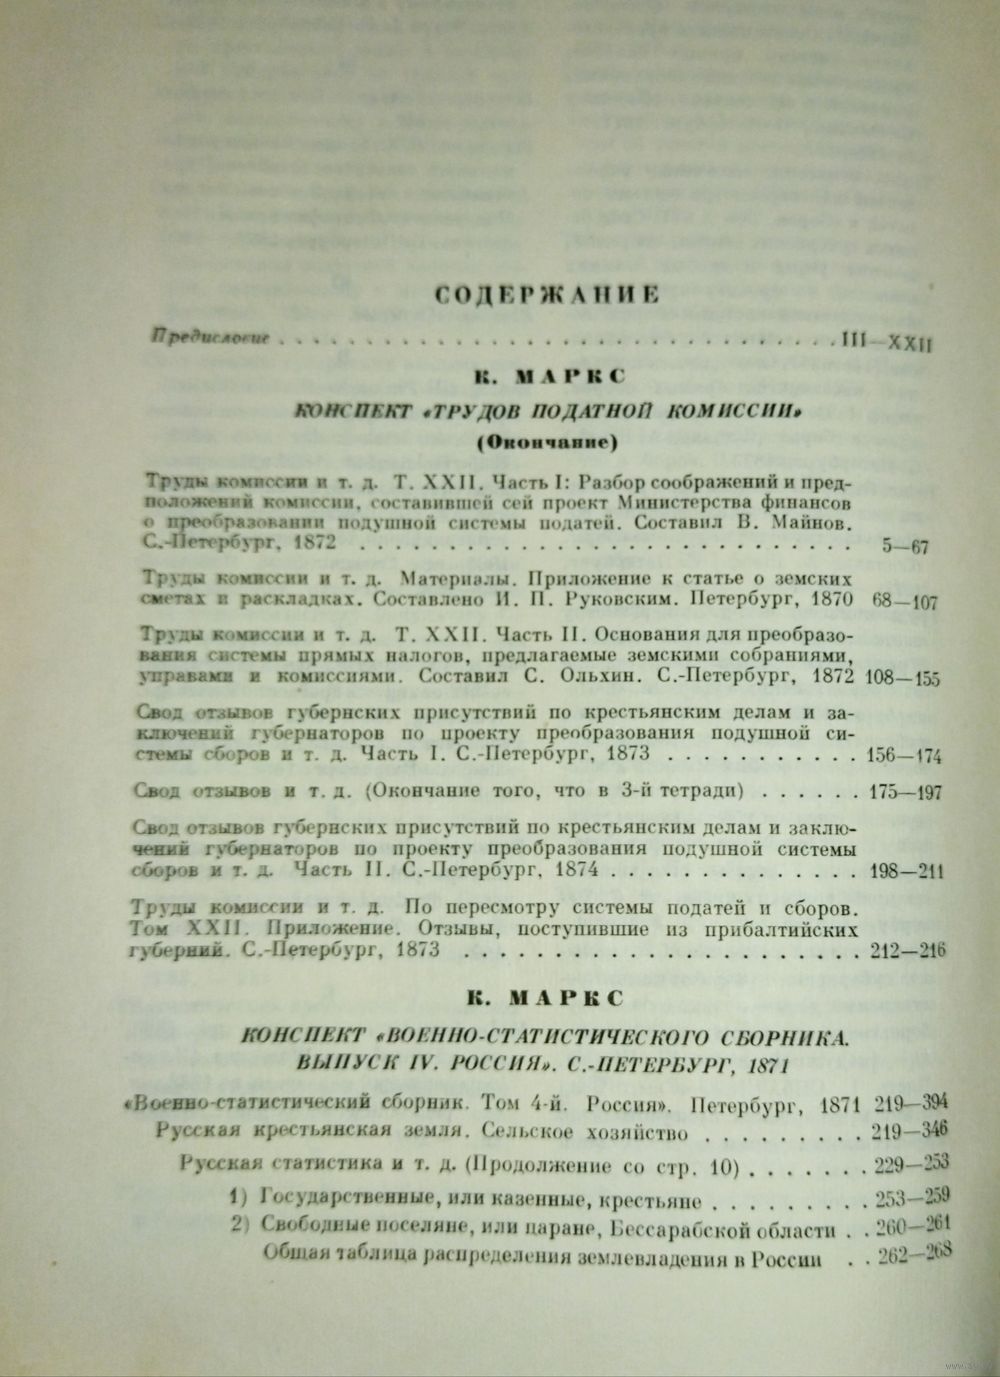 СОДЕРЖАНИЕ
Предисловие . . . . . . . . . . . . . . . . . . . . . . . . . . . . . . . . III—XXII
К. МАРКС
КОНСПЕКТ «ТРУДОВ ПОДАТНОЙ КОМИССИИ»
(Окончание)
Труды комиссии и т. д. Т. XXII. Часть I: Разбор соображений и пред-
положений комиссии, составившей сей проект Министерства финансов
о преобразовании подушной системы податей. Составил В. Майнов.
С.-Петербург, 1872 . . . . . . . . . . . . . . . . . . . . . . . . 5—67
Труды комиссии и т. д. Материалы. Приложение к статье о земских
сметах и раскладках. Составлено И. П. Руковским. Петербург, 1870 68—107
Труды комиссии и т. д. Т. XXII. Часть II. Основания для преобразо-
вания системы прямых налогов, предлагаемые земскими собраниями,
управами и комиссиями. Составил С. Ольхин. С.-Петербург, 1872 108—155
Свод отзывов губернских присутствий по крестьянским делам и за-
ключений губернаторов по проекту преобразования подушной си-
стемы сборов и т. д. Часть I. С.-Петербург, 1873 . . . . . . . . . . . 156—174
Свод отзывов и т. д. (Окончание того, что в 3-й тетради) . . . . . . 175—197
Свод отзывов губернских присутствий по крестьянским делам и заклю-
чений губернаторов по проекту преобразования подушной системы
сборов и т. д. Часть II. С.-Петербург, 1874 . . . . . . . . . . . . . . 198—211
Труды комиссии и т. д. По пересмотру системы податей и сборов.
Том XXII. Приложение. Отзывы, поступившие из прибалтийских
губерний. С.-Петербург, 1873 . . . . . . . . . . . . . . . . . . . 212—216
К. МАРКС
КОНСПЕКТ «ВОЕННО-СТАТИСТИЧЕСКОГО СБОРНИКА.
ВЫПУСК IV. РОССИЯ». С.-ПЕТЕРБУРГ, 1871
«Военно-статистический сборник. Том 4-й. Россия». Петербург, 1871 219—394
Русская крестьянская земля. Сельское хозяйство . . . . . . . . . 219—346
Русская статистика и т. д. (Продолжение со стр. 10) . . . . . . . 229—253
1) Государственные, или казенные, крестьяне . . . . . . . . . 253—259
2) Свободные поселяне, или царане, Бессарабской области . . 260—261
Общая таблица распределения землевладения в России . . 262—268